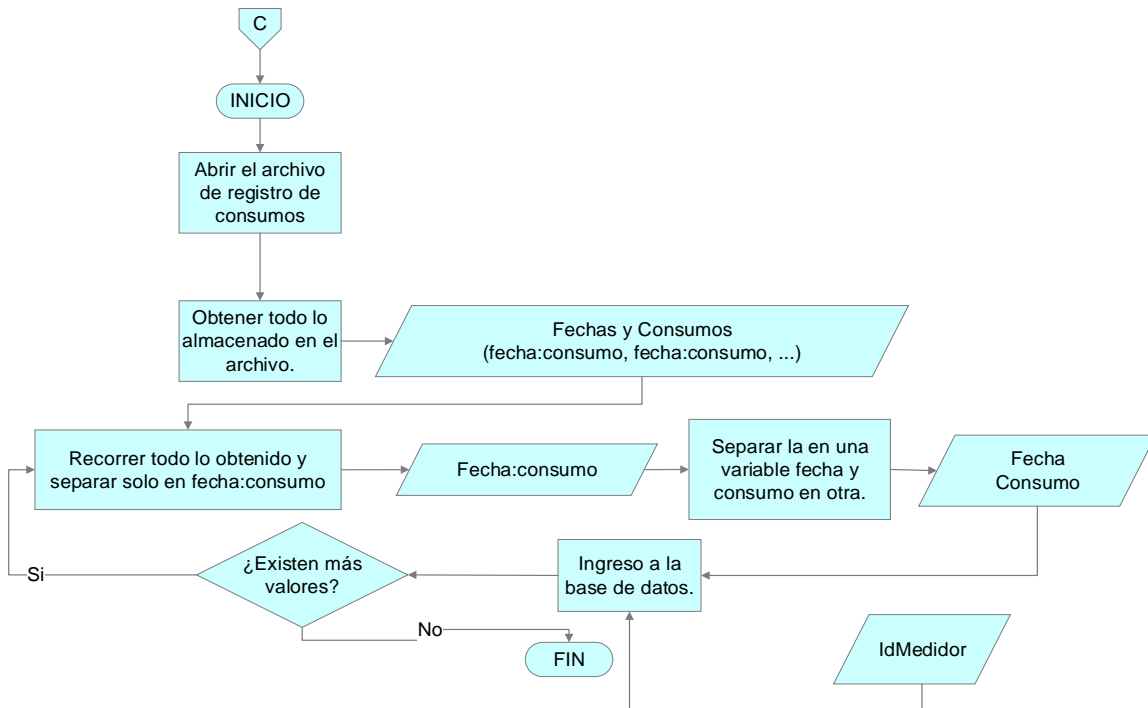 C
INICIO
Abrir el archivo
de registro de
consumos
Obtener todo lo
almacenado en el
archivo.
Fechas y Consumos
(fecha:consumo, fecha:consumo, ...)
Recorrer todo lo obtenido y
separar solo en fecha:consumo
Fecha:consumo
Separar la en una
variable fecha y
consumo en otra.
Fecha
Consumo
Ingreso a la
base de datos.
¿Existen más
valores?
Si
No
FIN
IdMedidor